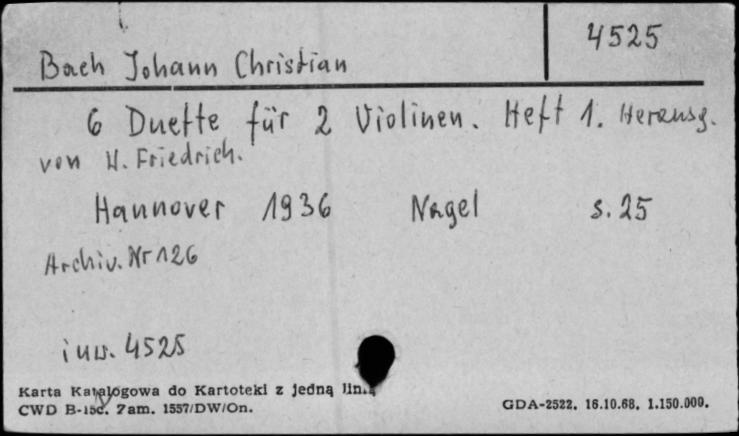 4525
Bach Johann Christian
6 Duette für 2 Violinen. Heft 1. Herausg.
von W. Friedrich.
Hannover 1936 Nagel s. 25
Archiv. Nr 126
inw. 4525
Karta Katalogowa do Kartoteki z jedną linią
CWD B-15c. Zam. 1557/DW/On.
GDA-2522. 16.10.68. 1.150.000.